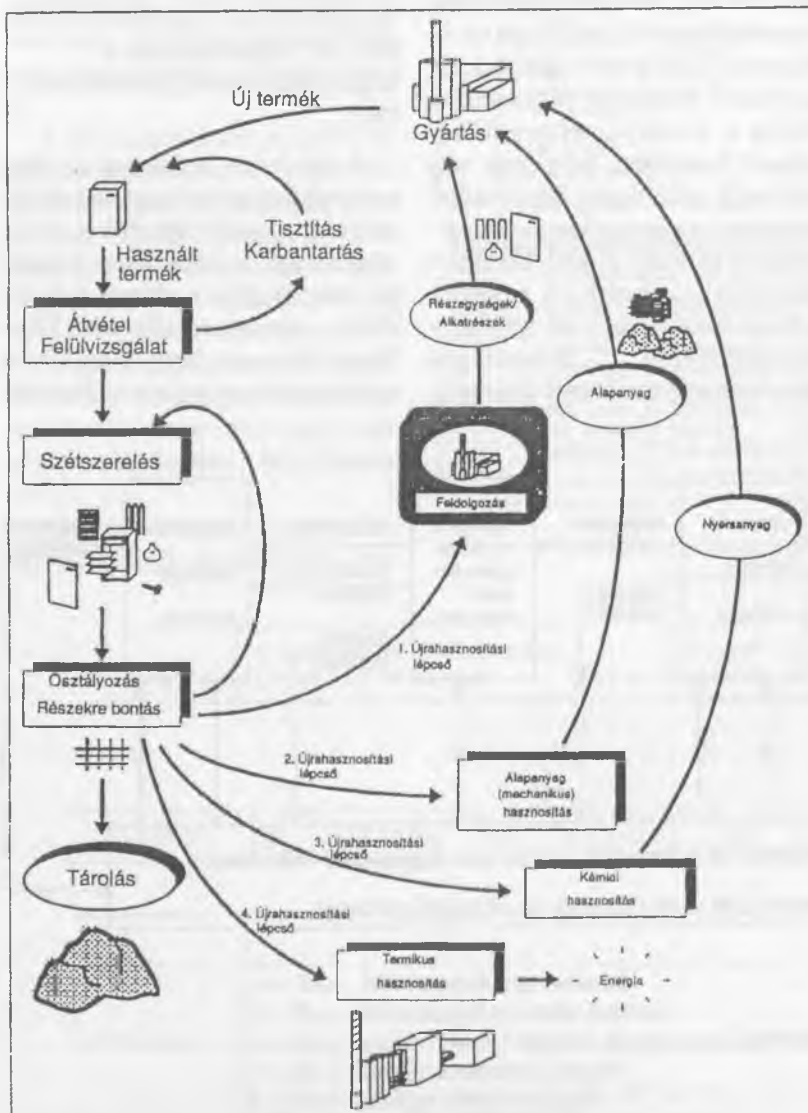 Gyártás
Új termék
Tisztítás
Karbantartás
Használt
termék
Átvétel
Felülvizsgálat
Részegységek/
Alkatrészek
Alapanyag
Szétszerelés
Feldolgozás
Nyersanyag
1. Újrahasznosítási
lépcső
Osztályozás
Részekre bontás
2. Újrahasznosítási
lépcső
Alapanyag
(mechanikus)
hasznosítás
3. Újrahasznosítási
lépcső
Tárolás
Kémiai
hasznosítás
4. Újrahasznosítási
lépcső
Termikus
hasznosítás
Energia